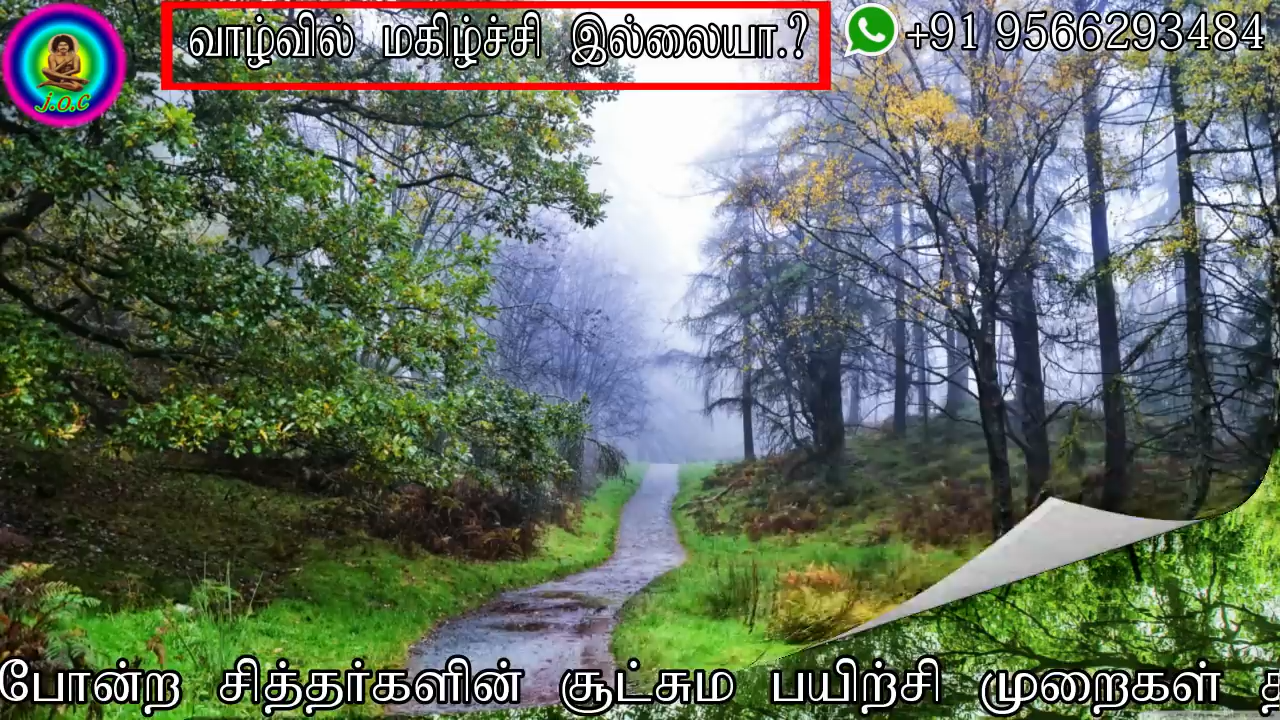 வாழ்வில் மகிழ்ச்சி இல்லையா.?
+91 9566293484
j.o.c
போன்ற சித்தர்களின் சூட்சும பயிற்சி முறைகள்